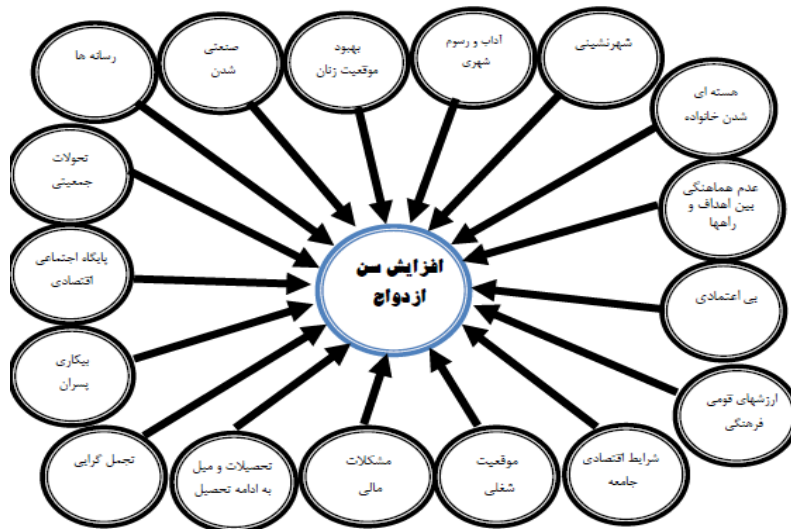 شهرنشینی
آداب و رسوم
شهری
بهبود
موقعیت زنان
صنعتی
شدن
رسانه ها
هسته ای
شدن خانواده
تحولات
جمعیتی
عدم هماهنگی
بین اهداف و
راهها
پایگاه اجتماعی
اقتصادی
افزایش سن
ازدواج
بی اعتمادی
بیکاری
پسران
ارزشهای قومی
فرهنگی
تجمل گرایی
تحصیلات و میل
به ادامه تحصیل
مشکلات
مالی
موقعیت
شغلی
شرایط اقتصادی
جامعه